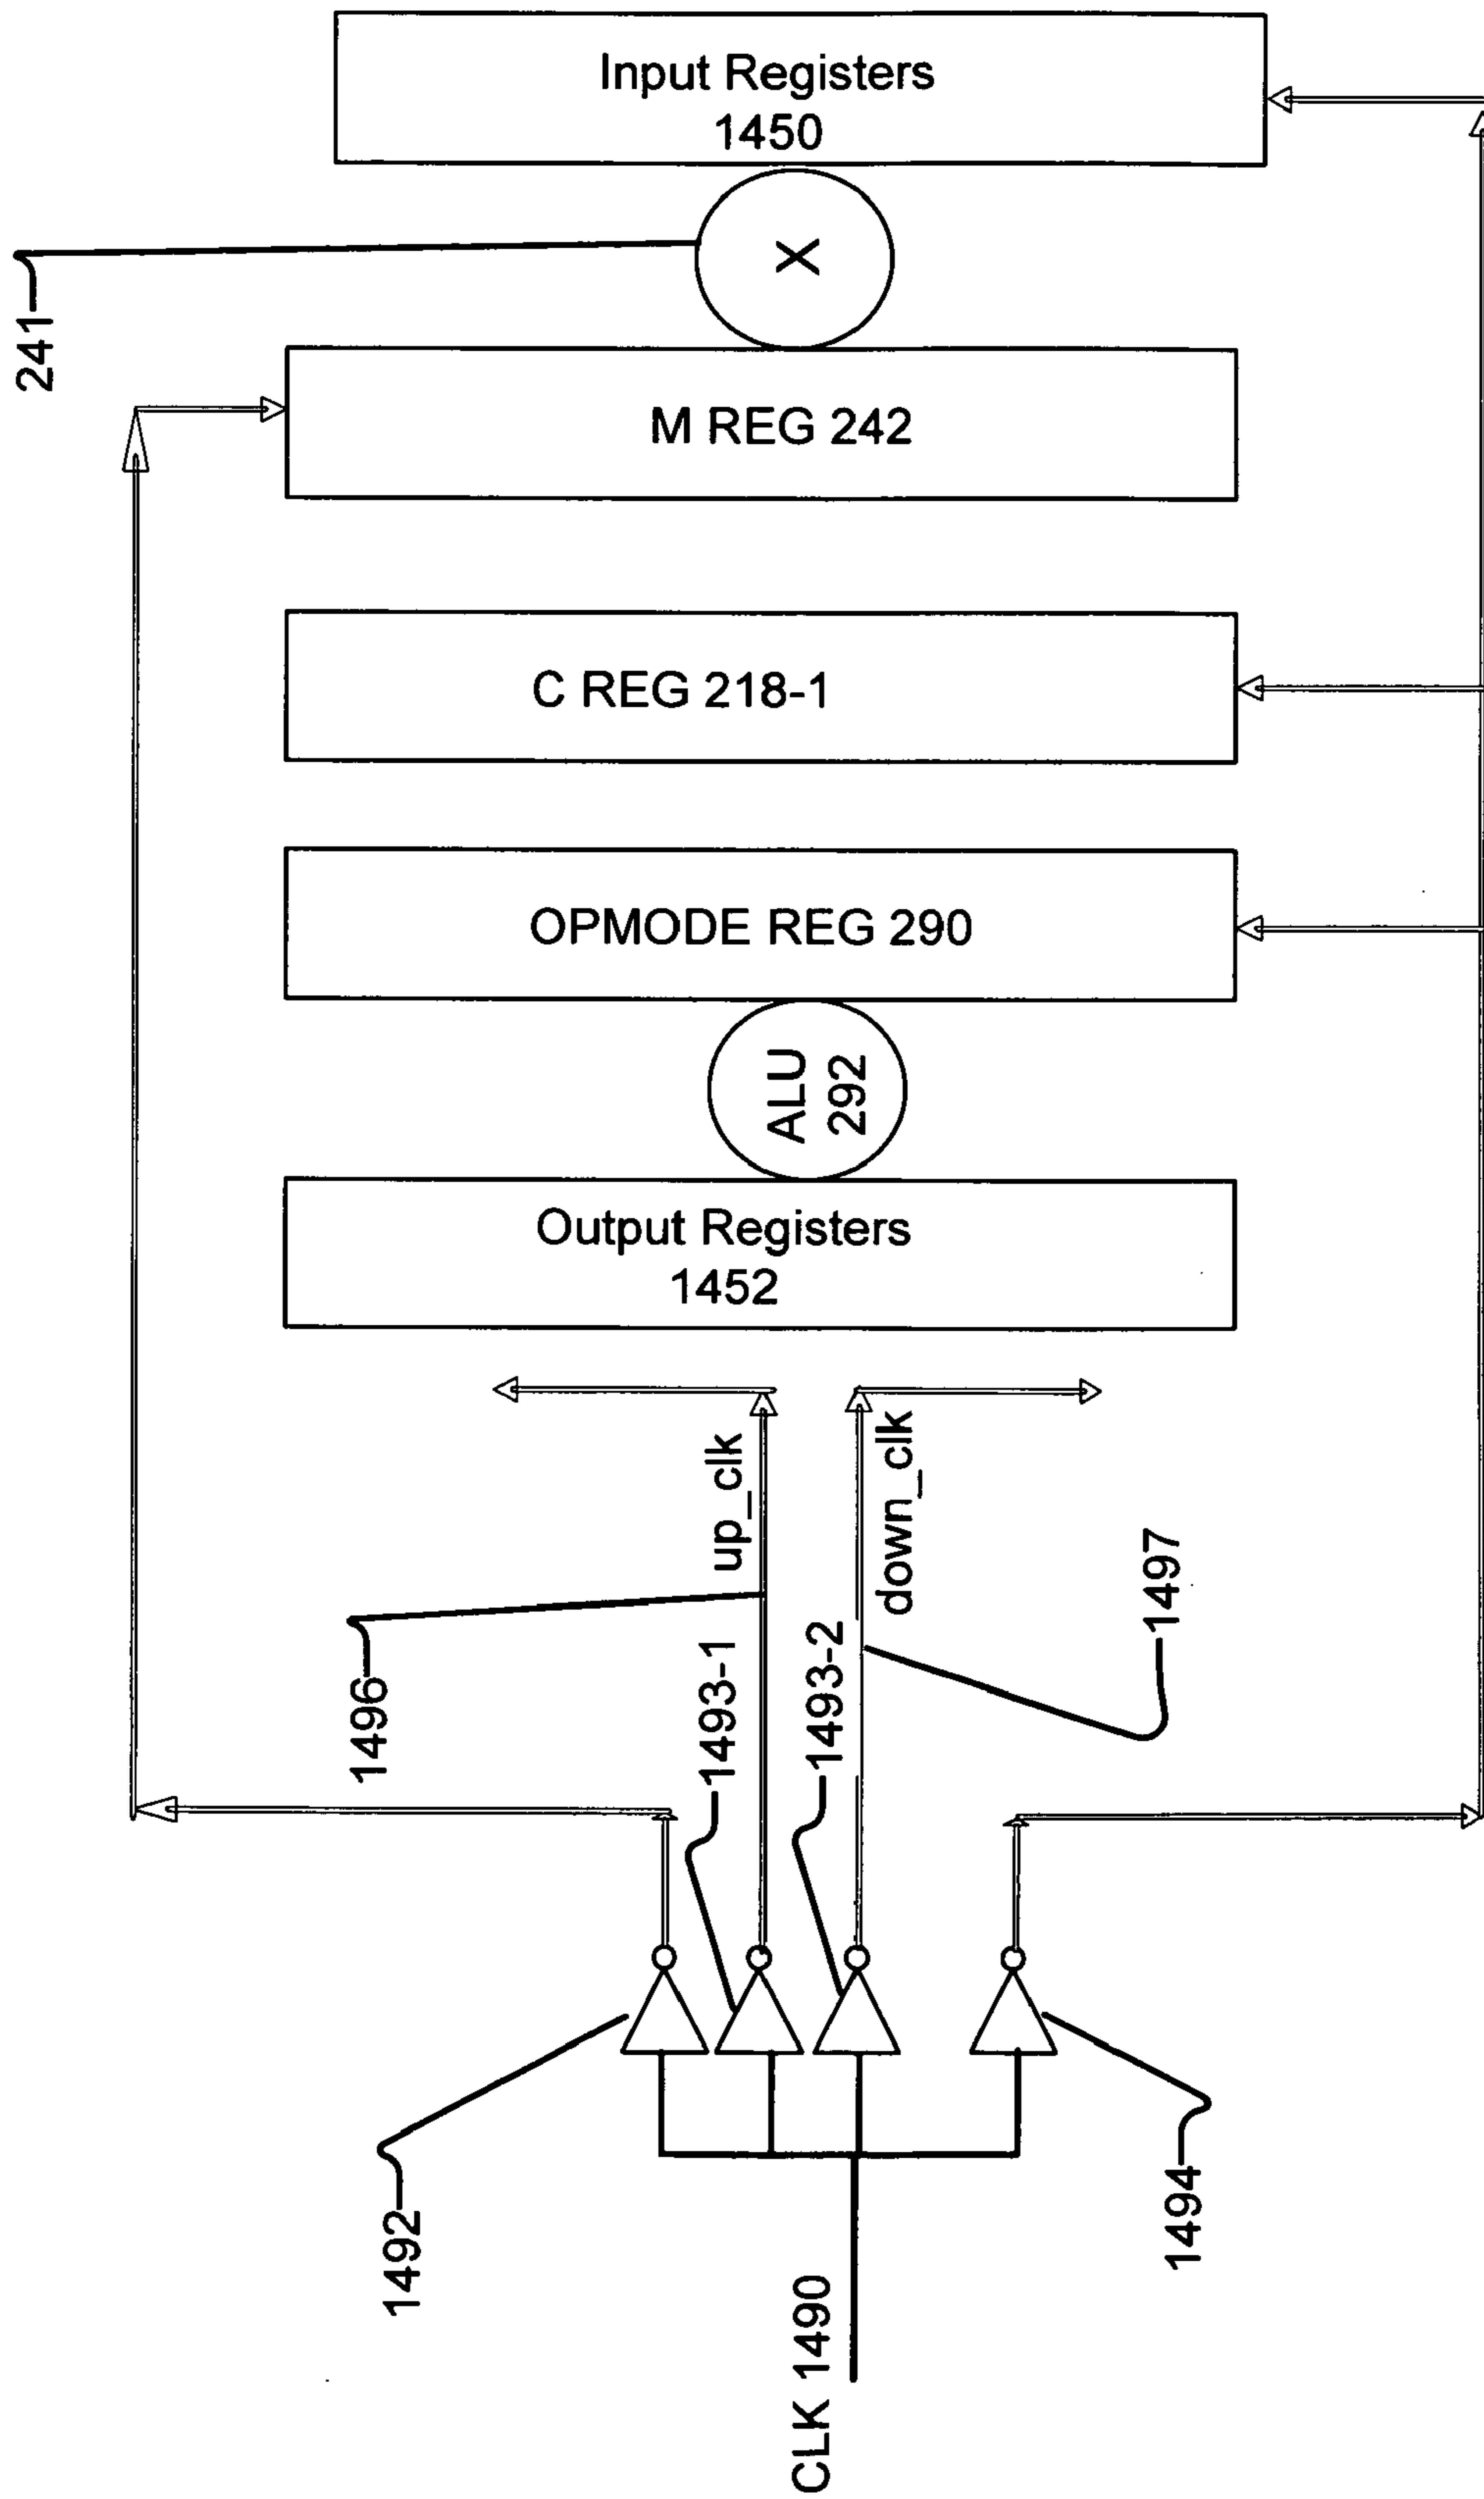 Input Registers
1450
X
241
M REG 242
C REG 218-1
OPMODE REG 290
ALU
292
Output Registers
1452
up_clk
down_clk
1496
1493-1
1493-2
1497
1492
1494
CLK 1490